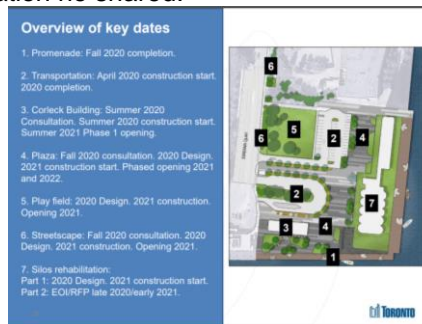 Overview of key dates
1. Promenade: Fall 2020 completion.
2. Transportation: April 2020 construction start.
2020 completion.
3. Corleck Building: Summer 2020
Consultation. Summer 2020 construction start.
Summer 2021 Phase 1 opening.
4. Plaza: Fall 2020 consultation. 2020 Design.
2021 construction start. Phased opening 2021
and 2022.
5. Play field: 2020 Design. 2021 construction.
Opening 2021.
6. Streetscape: Fall 2020 consultation. 2020
Design. 2021 construction. Opening 2021.
7. Silos rehabilitation:
Part 1: 2020 Design. 2021 construction start.
Part 2: EOI/RFP late 2020/early 2021.
6
5
6
2
4
2
7
3
4
1
TORONTO